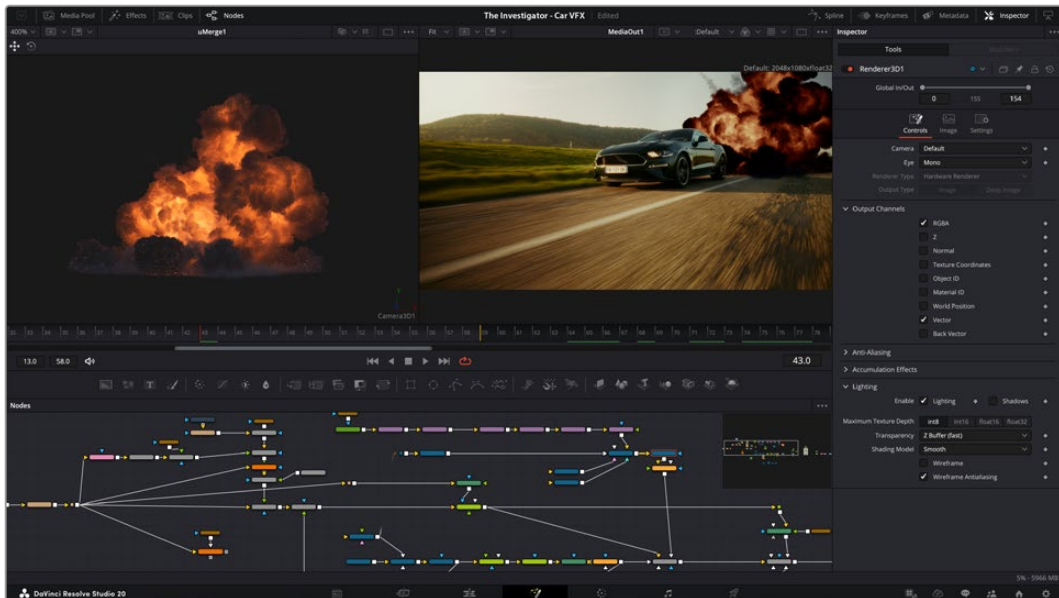 Media Pool
Effects
Clips
Nodes
The Investigator - Car VFX
Edited
Spline
Keyframes
Metadata
Inspector
400%
uMerge1
Fit
MediaOut1
Default
Inspector
Tools
Modifiers
Default: 2048x1080xfloat32
Renderer3D1
Global In/Out
0
155
154
Controls
Image
Settings
Camera
Default
Eye
Mono
Renderer Type
Hardware Renderer
Output Type
Image
Deep Image
Output Channels
RGBA
Z
Normal
Texture Coordinates
Object ID
Material ID
World Position
Vector
Back Vector
Camera3D1
Anti-Aliasing
Accumulation Effects
Lighting
13.0
58.0
43.0
Enable
Lighting
Shadows
Nodes
Maximum Texture Depth
int8
int16
float16
float32
Transparency
Z Buffer (fast)
Shading Model
Smooth
Wireframe
Wireframe Antialiasing
5% - 5966 MB
DaVinci Resolve Studio 20